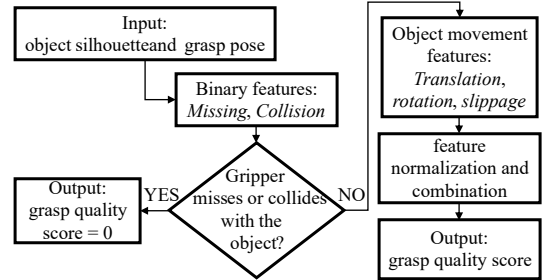 Input:
object silhouetteand grasp pose
Binary features:
Missing, Collision
Gripper
misses or collides
with the
object?
YES
NO
Output:
grasp quality
score = 0
Object movement
features:
Translation,
rotation, slippage
feature
normalization and
combination
Output:
grasp quality score